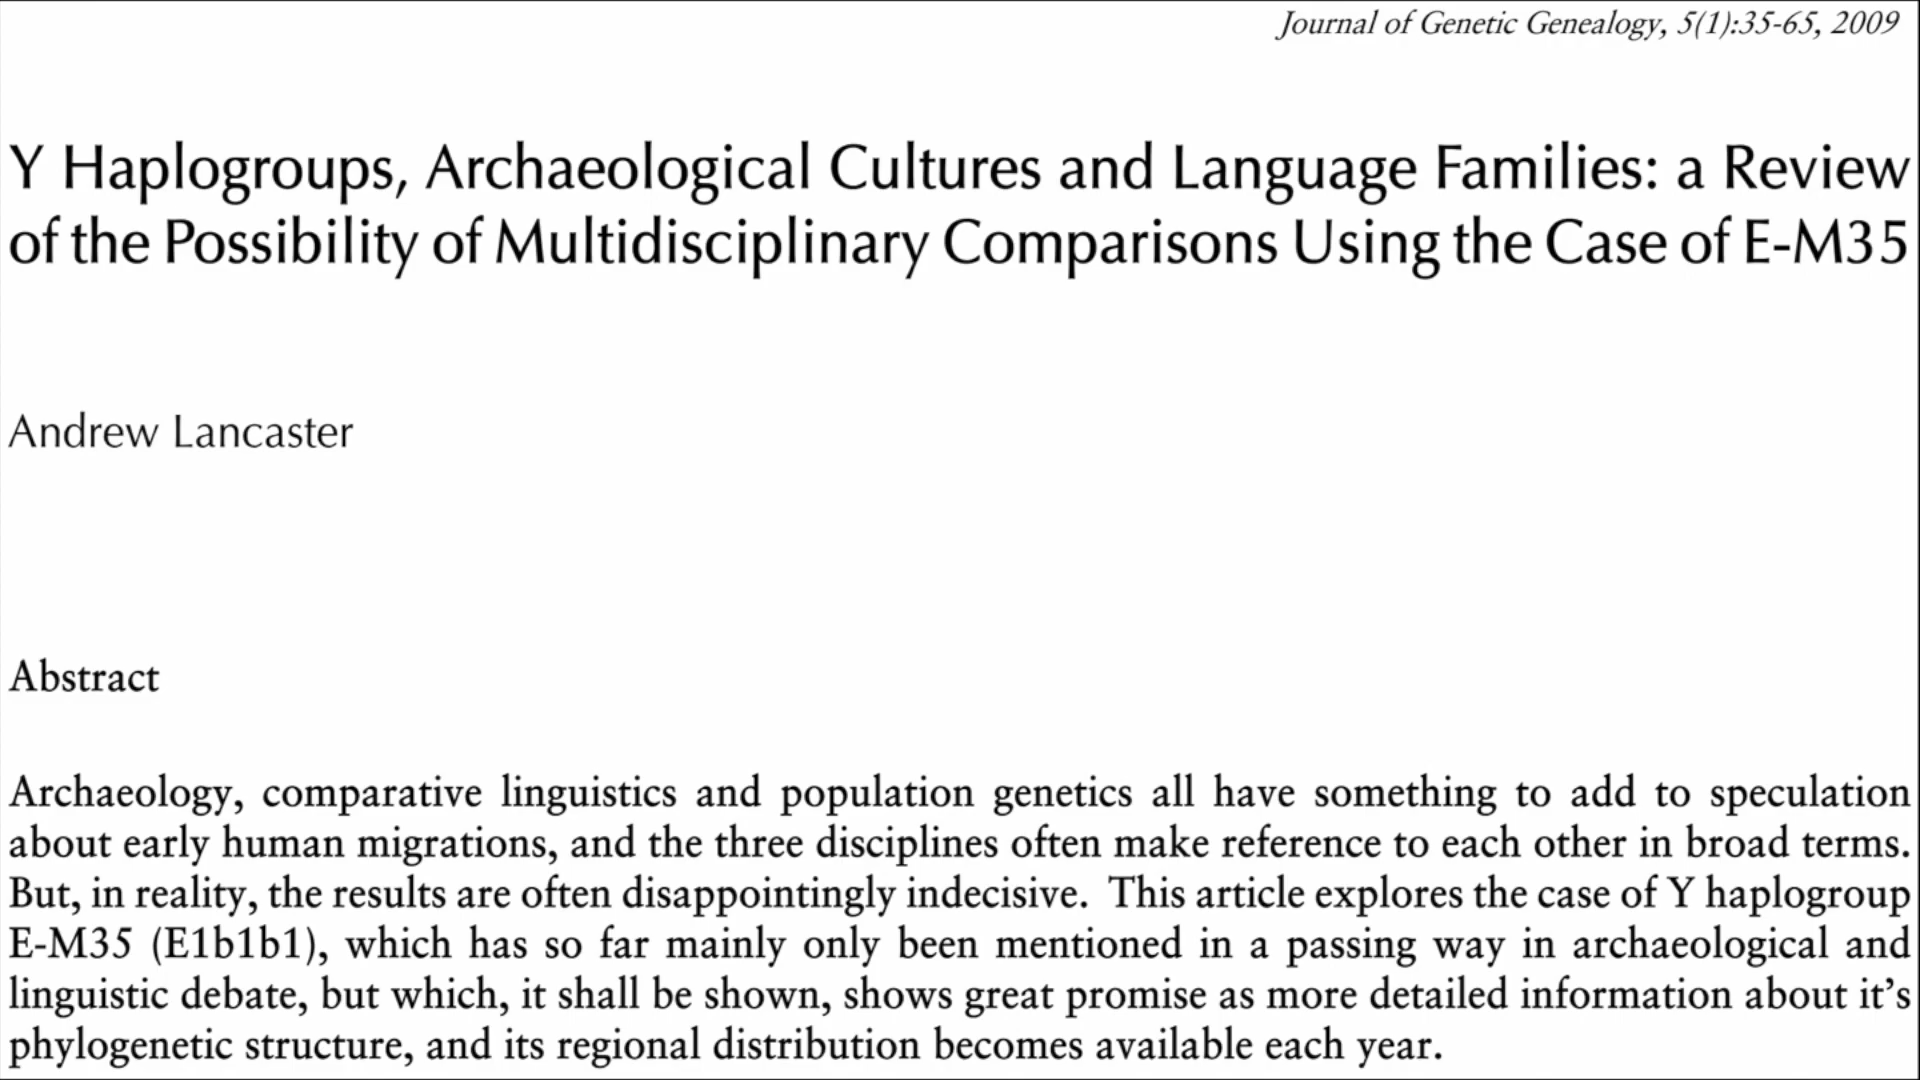 Journal of Genetic Genealogy, 5(1):35-65, 2009
Y Haplogroups, Archaeological Cultures and Language Families: a Review
of the Possibility of Multidisciplinary Comparisons Using the Case of E-M35
Andrew Lancaster
Abstract
Archaeology, comparative linguistics and population genetics all have something to add to speculation
about early human migrations, and the three disciplines often make reference to each other in broad terms.
But, in reality, the results are often disappointingly indecisive. This article explores the case of Y haplogroup
E-M35 (E1b1b1), which has so far mainly only been mentioned in a passing way in archaeological and
linguistic debate, but which, it shall be shown, shows great promise as more detailed information about it’s
phylogenetic structure, and its regional distribution becomes available each year.